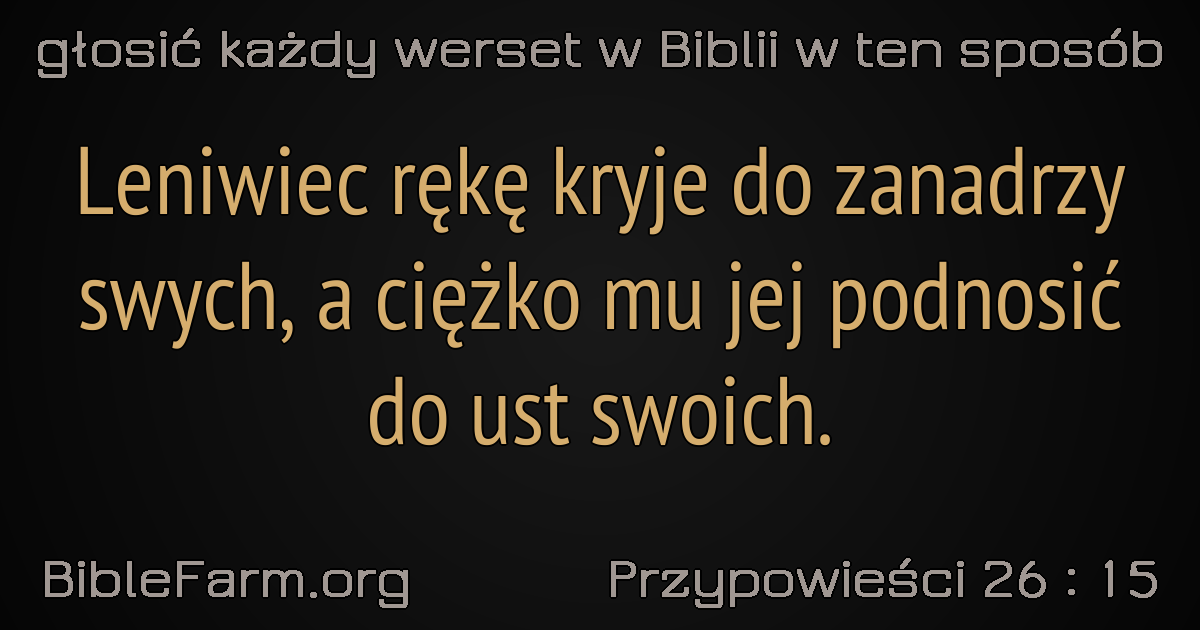 głosić każdy werset w Biblii w ten sposób
Leniwiec rękę kryje do zanadrzy
swych, a ciężko mu jej podnosić
do ust swoich.
BibleFarm.org
Przypowieści 26 : 15